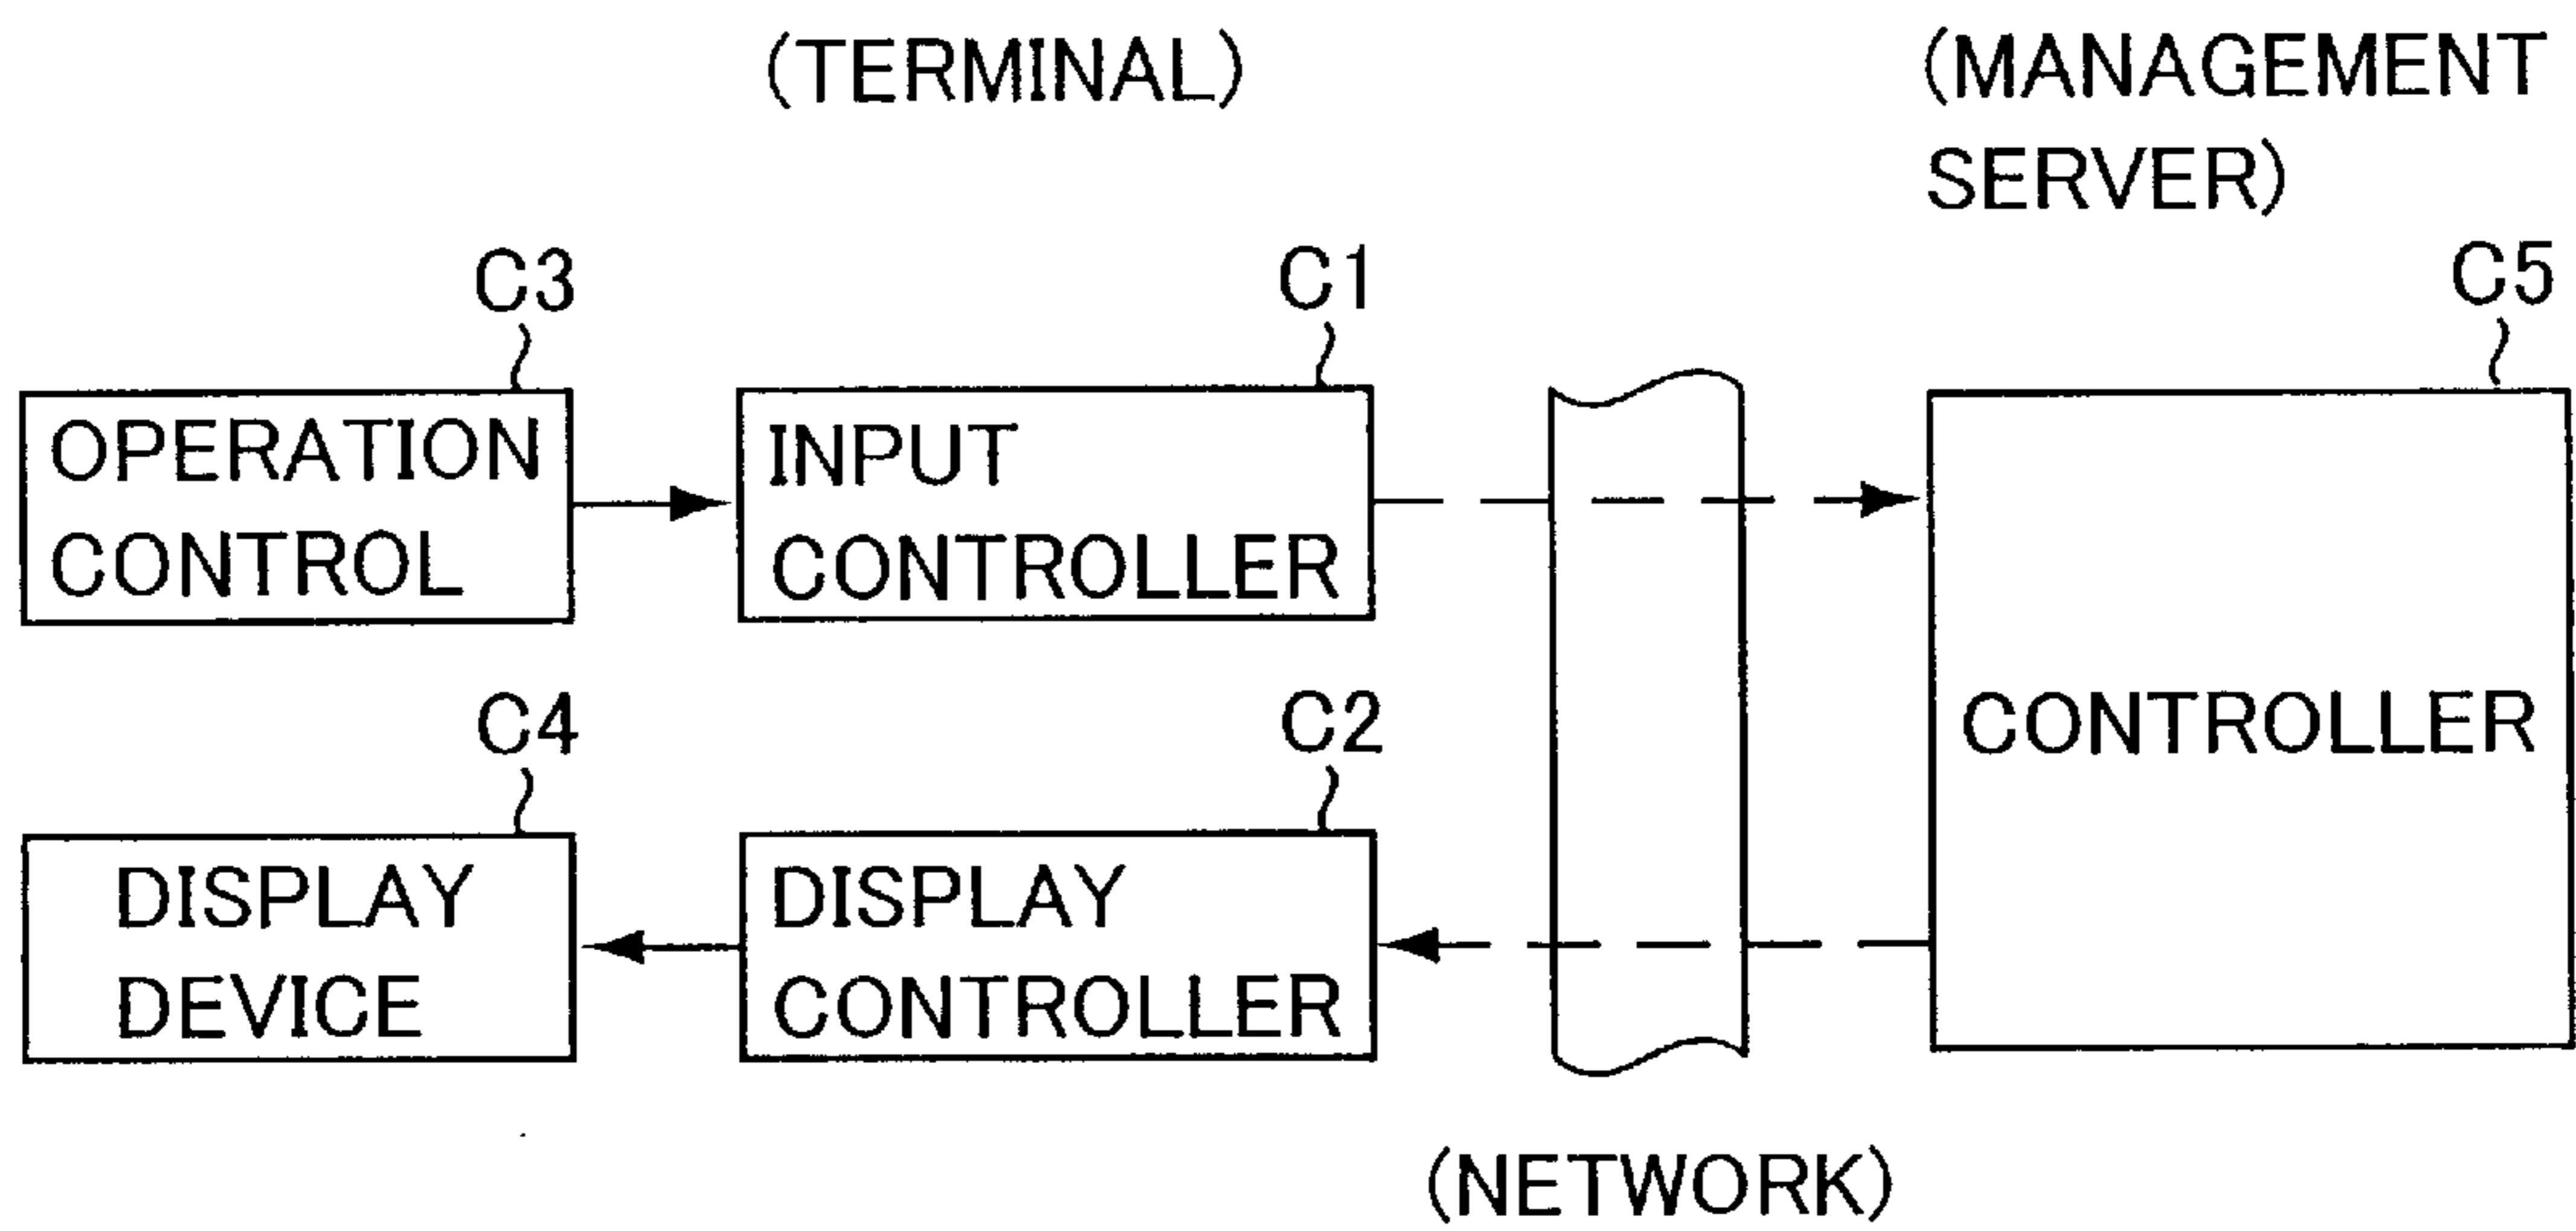 (TERMINAL)
(MANAGEMENT
SERVER)
C3
C1
C5
OPERATION
CONTROL
INPUT
CONTROLLER
CONTROLLER
C4
C2
DISPLAY
DEVICE
DISPLAY
CONTROLLER
(NETWORK)